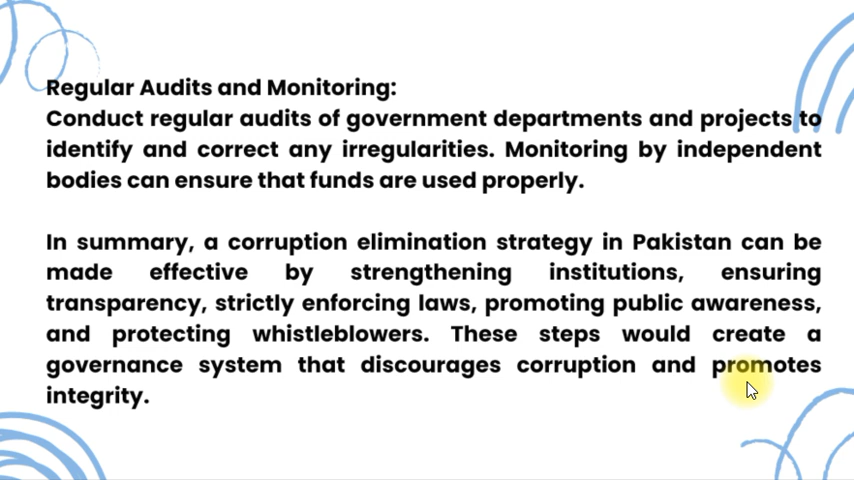 Regular Audits and Monitoring:
Conduct regular audits of government departments and projects to
identify and correct any irregularities. Monitoring by independent
bodies can ensure that funds are used properly.
In summary, a corruption elimination strategy in Pakistan can be
made effective by strengthening institutions, ensuring
transparency, strictly enforcing laws, promoting public awareness,
and protecting whistleblowers. These steps would create a
governance system that discourages corruption and promotes
integrity.